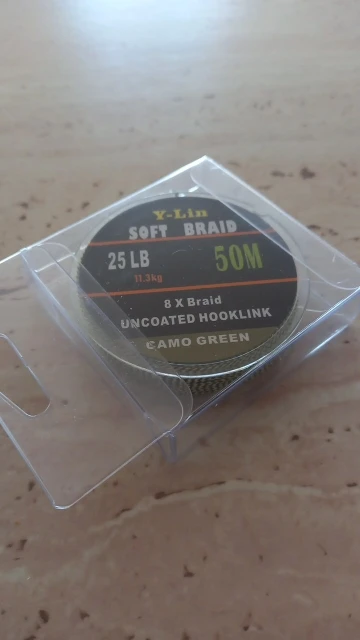 Y-Lin
SOFT BRAID
25 LB
50M
11.3kg
8 X Braid
UNCOATED HOOKLINK
CAMO GREEN